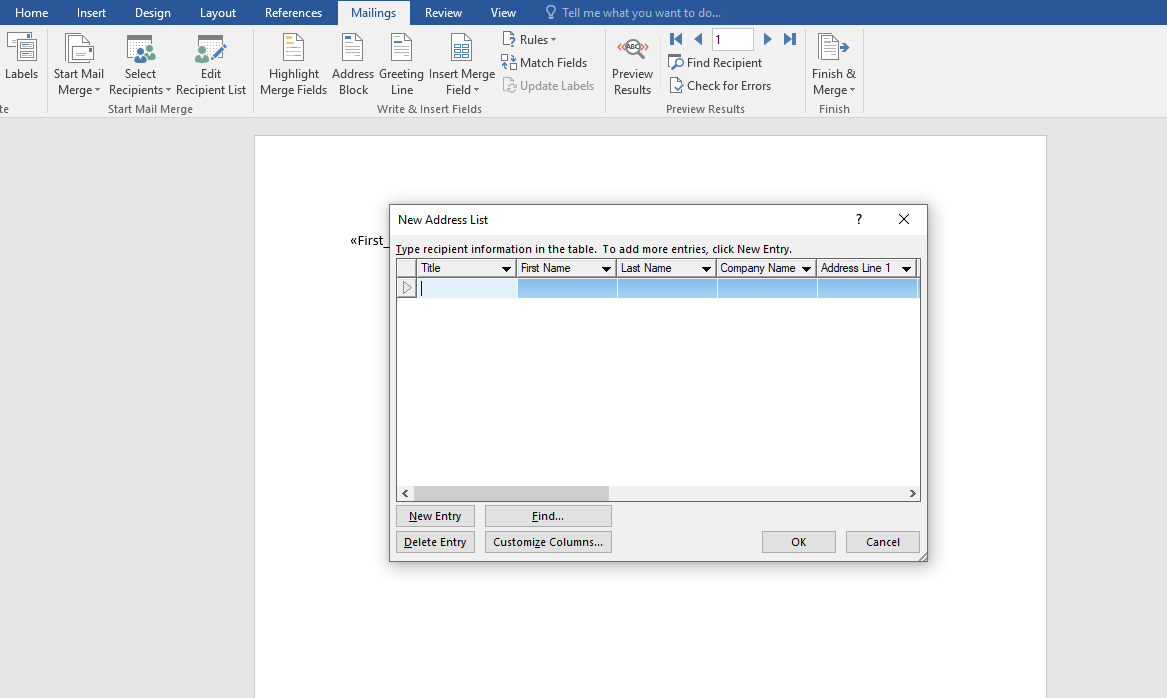 Home Insert Design Layout References Mailings Review View Tell me what you want to do...
Labels
Start Mail Merge
Select Recipients
Edit Recipient List
Highlight Merge Fields
Address Block
Greeting Line
Insert Merge Field
Rules
Match Fields
Update Labels
ABC
Preview Results
1
Find Recipient
Check for Errors
Finish & Merge
te
Start Mail Merge
Write & Insert Fields
Preview Results
Finish
«First_
New Address List ?
Type recipient information in the table. To add more entries, click New Entry.
Title First Name Last Name Company Name Address Line 1
New Entry Find...
Delete Entry Customize Columns... OK Cancel